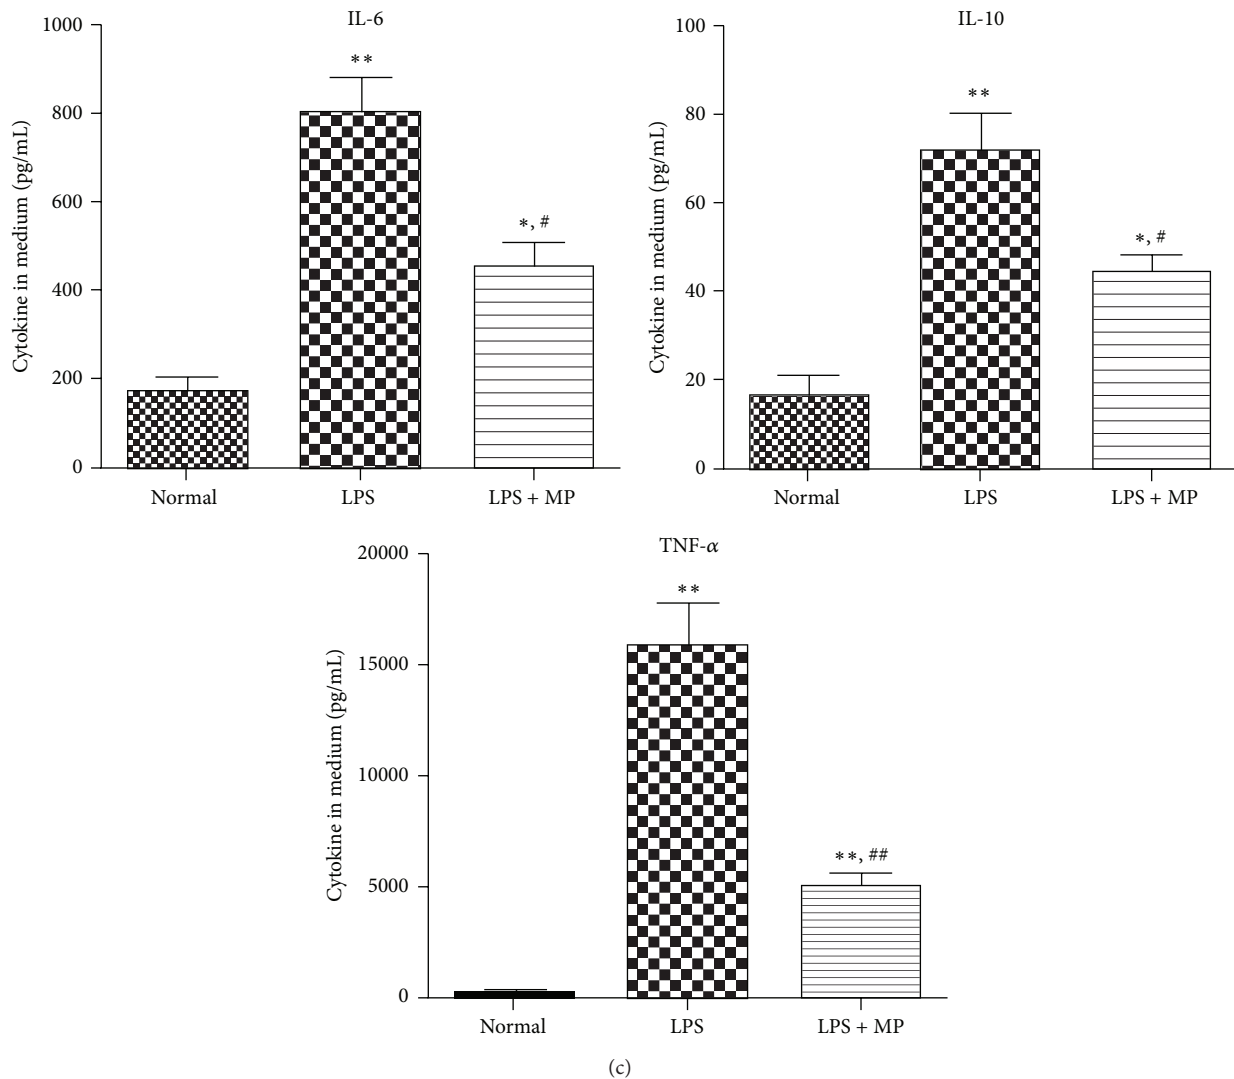 IL-6
Cytokine in medium (pg/mL)
1000
800
600
400
200
0
**
*, #
Normal
LPS
LPS + MP
IL-10
Cytokine in medium (pg/mL)
100
80
60
40
20
0
**
*, #
Normal
LPS
LPS + MP
TNF-α
Cytokine in medium (pg/mL)
20000
15000
10000
5000
0
**
**, ##
Normal
LPS
LPS + MP
(c)